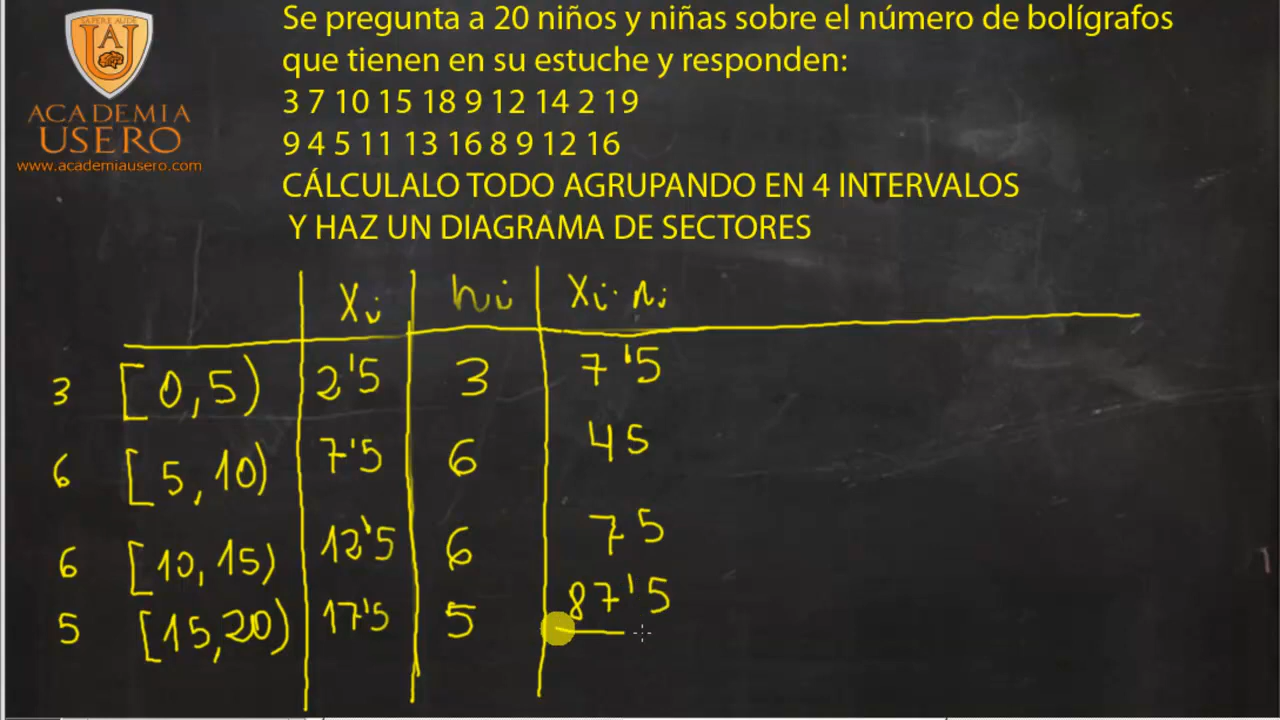 SAPERE AUDE
UAI
ACADEMIA
USERO
www.academiausero.com
Se pregunta a 20 niños y niñas sobre el número de bolígrafos
que tienen en su estuche y responden:
3 7 10 15 18 9 12 14 2 19
9 4 5 11 13 16 8 9 12 16
CÁLCULALO TODO AGRUPANDO EN 4 INTERVALOS
Y HAZ UN DIAGRAMA DE SECTORES
Xi ni Xi·ni
3 [0,5) 2'5 3 7'5
6 [5,10) 7'5 6 45
6 [10,15) 12'5 6 75
5 [15,20) 17'5 5 87'5